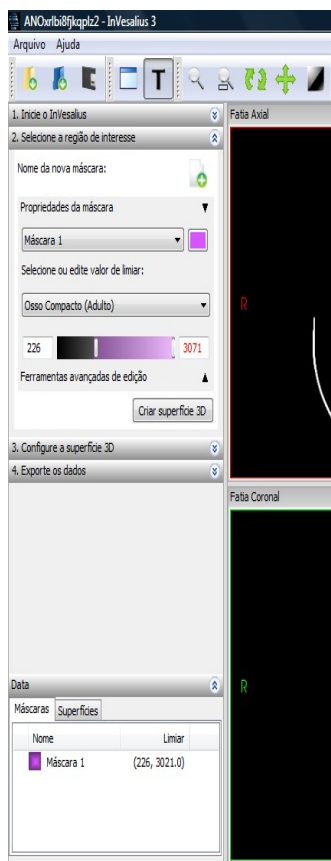 ANOxrlbi8fjkqplz2 - InVesalius 3
Arquivo Ajuda
T
1. Inicie o InVesalius
2. Selecione a região de interesse
Nome da nova máscara:
Propriedades da máscara
Máscara 1
Selecione ou edite valor de limiar:
Osso Compacto (Adulto)
226 3071
Ferramentas avançadas de edição
Criar superfície 3D
3. Configure a superfície 3D
4. Exporte os dados
Data
Máscaras Superfícies
Nome Limiar
Máscara 1 (226, 3021.0)
Fatia Axial
R
Fatia Coronal
R